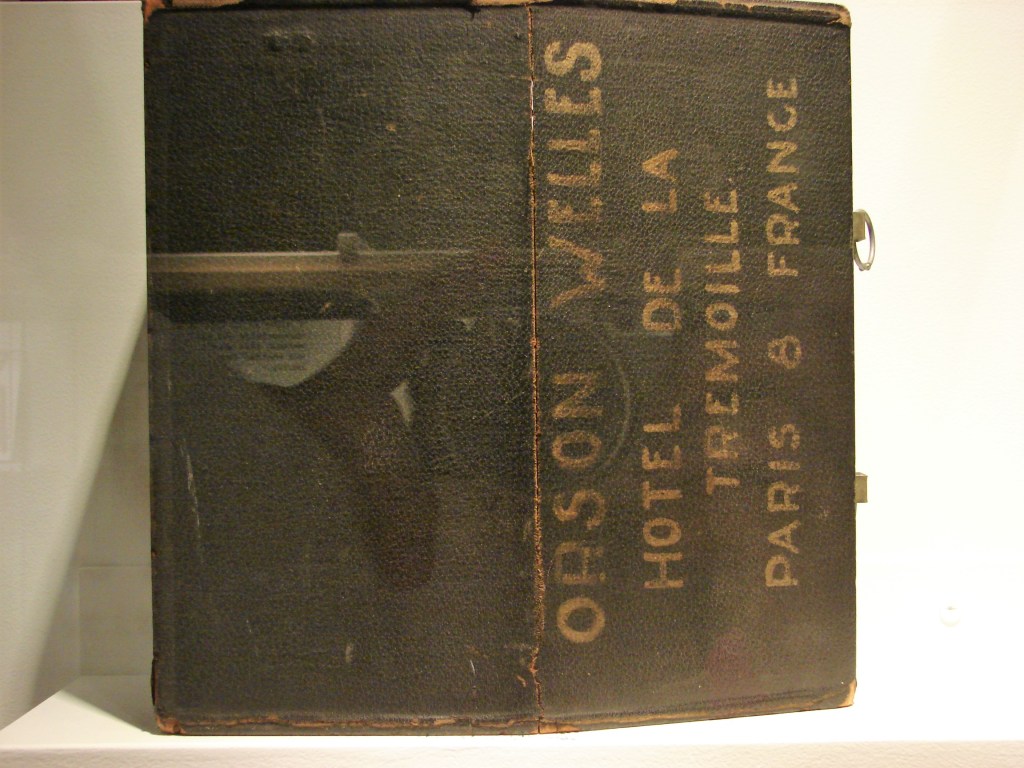 ORSON WELLES
HOTEL DE LA
TREMOILLE
PARIS 8 FRANCE